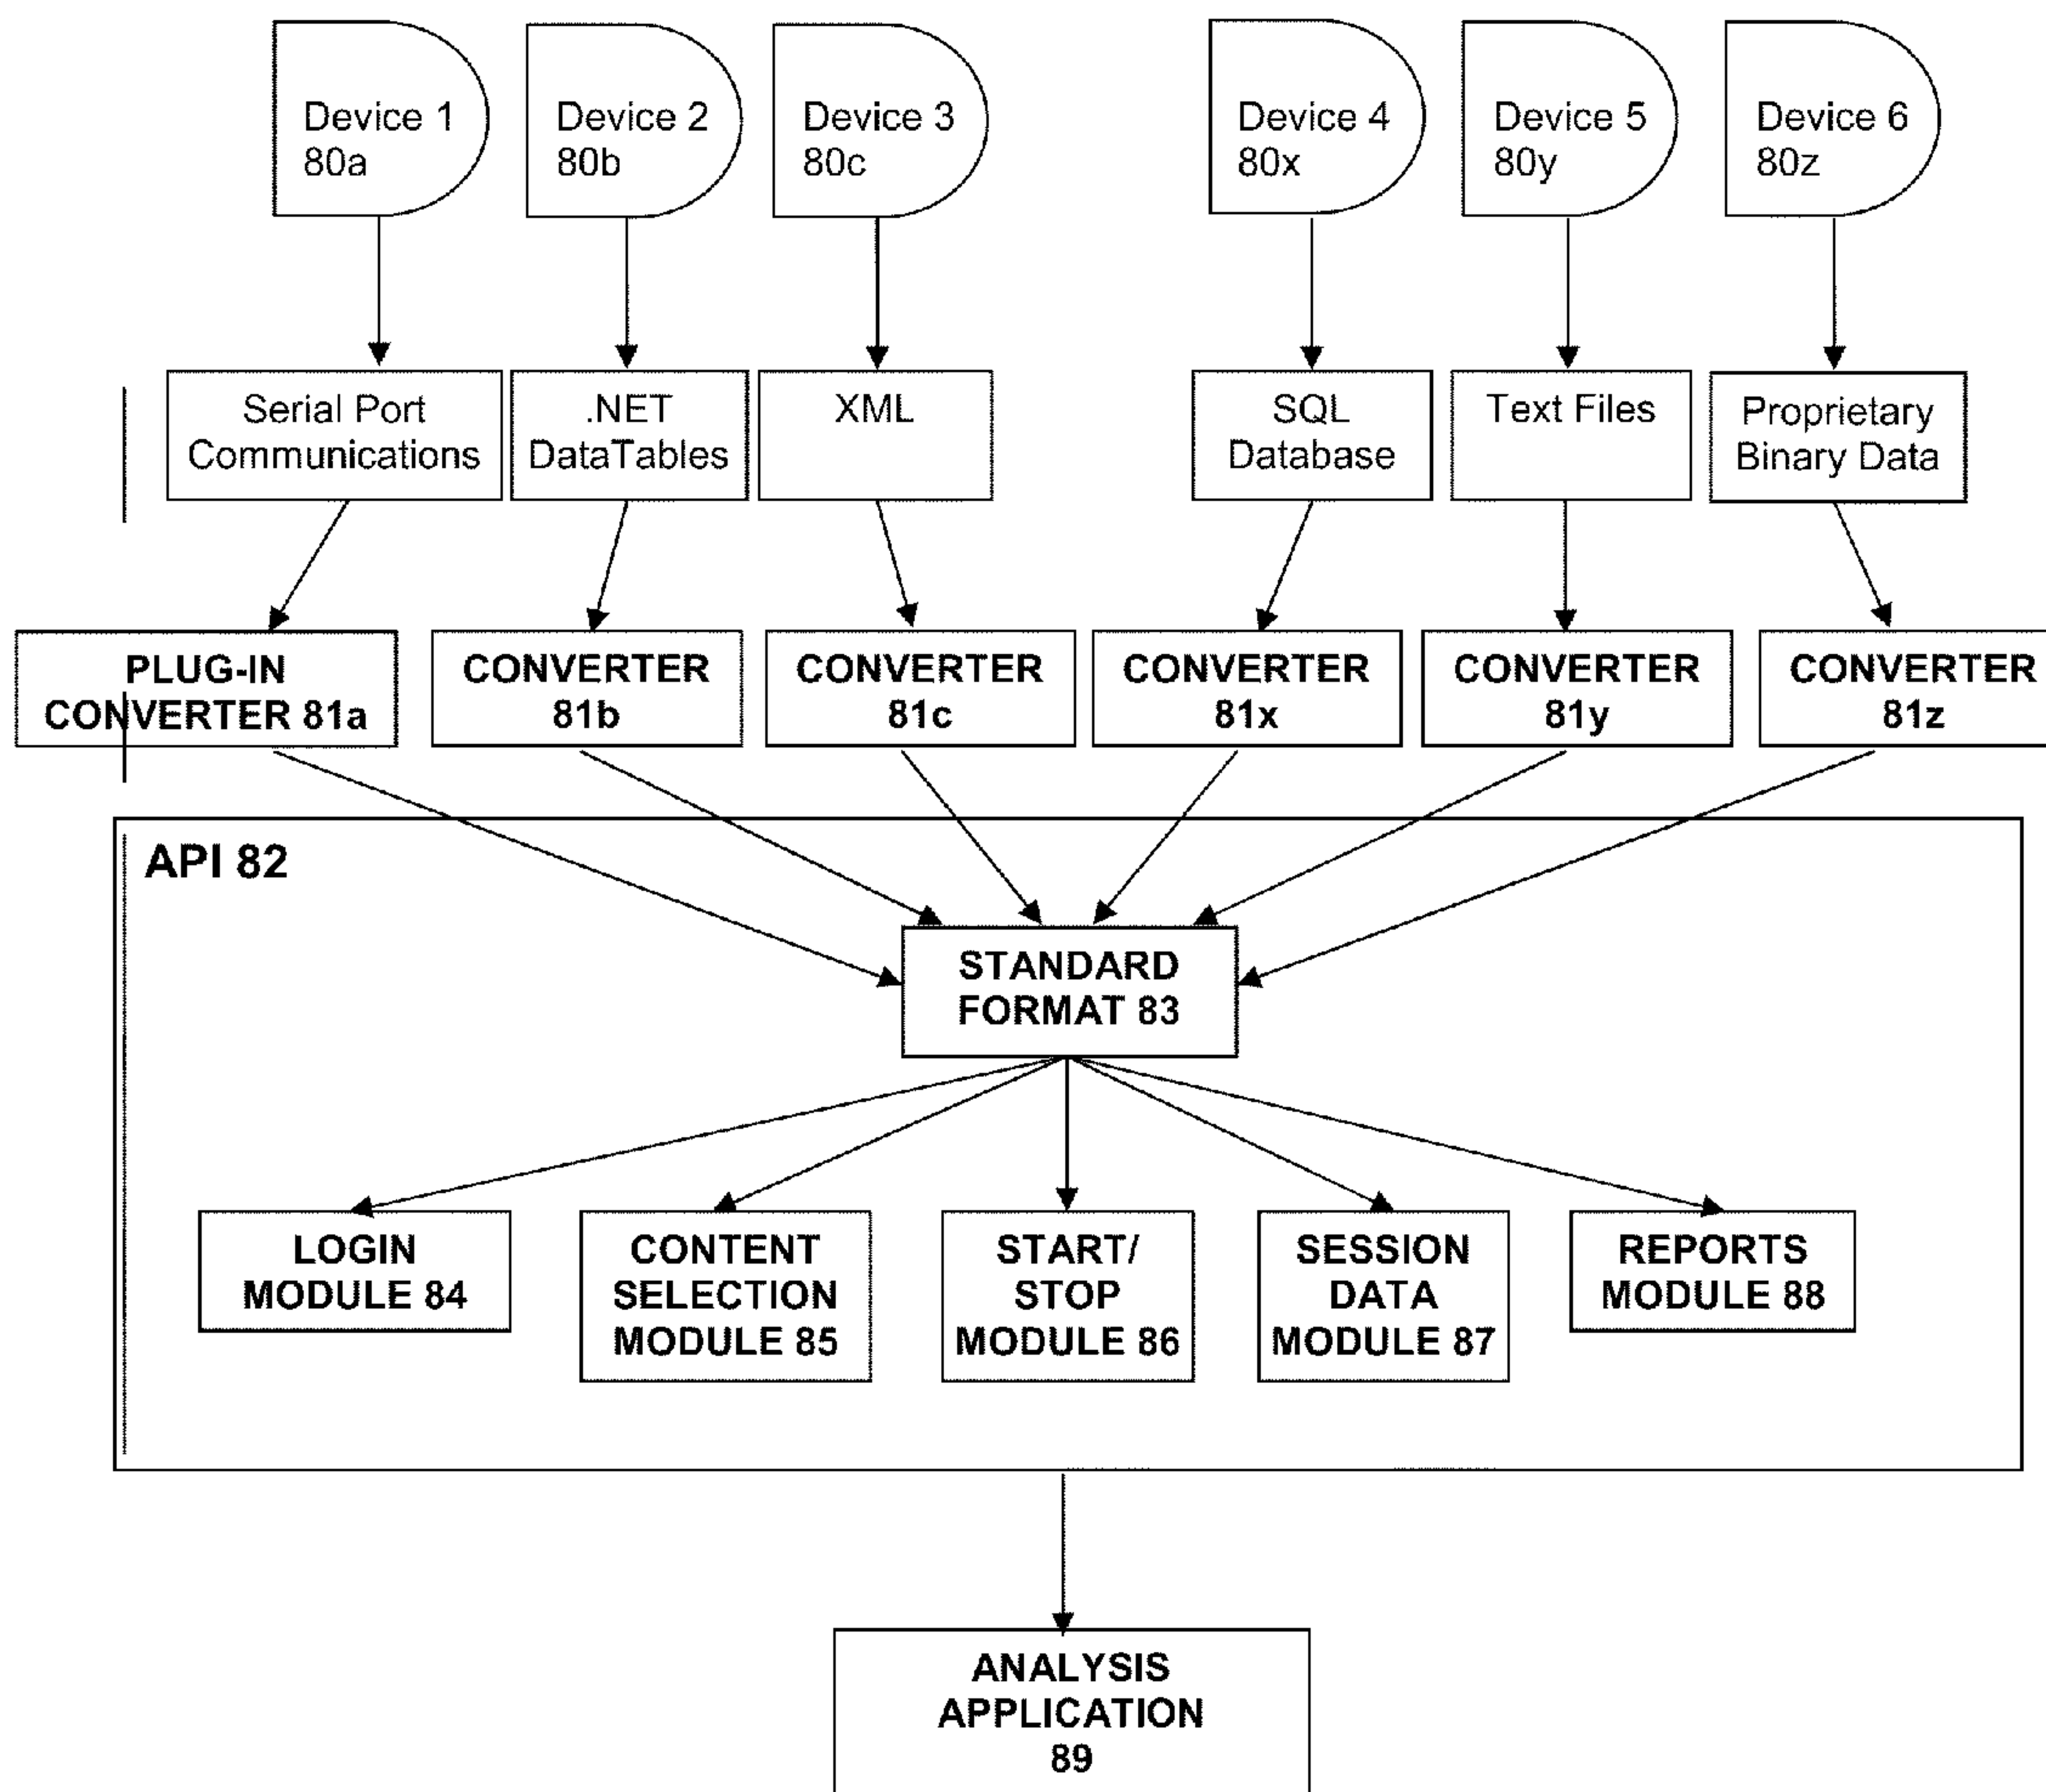 Device 1
80a
Device 2
80b
Device 3
80c
Device 4
80x
Device 5
80y
Device 6
80z
Serial Port
Communications
.NET
DataTables
XML
SQL
Database
Text Files
Proprietary
Binary Data
PLUG-IN
CONVERTER 81a
CONVERTER
81b
CONVERTER
81c
CONVERTER
81x
CONVERTER
81y
CONVERTER
81z
API 82
STANDARD
FORMAT 83
LOGIN
MODULE 84
CONTENT
SELECTION
MODULE 85
START/
STOP
MODULE 86
SESSION
DATA
MODULE 87
REPORTS
MODULE 88
ANALYSIS
APPLICATION
89